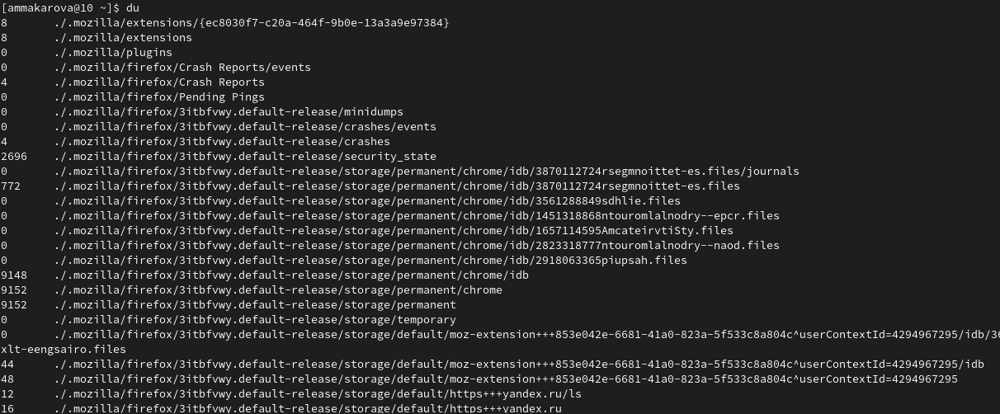 [ammakarova@10 ~]$ du
8 ./.mozilla/extensions/{ec8030f7-c20a-464f-9b0e-13a3a9e97384}
8 ./.mozilla/extensions
0 ./.mozilla/plugins
0 ./.mozilla/firefox/Crash Reports/events
4 ./.mozilla/firefox/Crash Reports
0 ./.mozilla/firefox/Pending Pings
0 ./.mozilla/firefox/3itbfvwy.default-release/minidumps
0 ./.mozilla/firefox/3itbfvwy.default-release/crashes/events
4 ./.mozilla/firefox/3itbfvwy.default-release/crashes
2696 ./.mozilla/firefox/3itbfvwy.default-release/security_state
0 ./.mozilla/firefox/3itbfvwy.default-release/storage/permanent/chrome/idb/3870112724rsegmnoittet-es.files/journals
772 ./.mozilla/firefox/3itbfvwy.default-release/storage/permanent/chrome/idb/3870112724rsegmnoittet-es.files
0 ./.mozilla/firefox/3itbfvwy.default-release/storage/permanent/chrome/idb/3561288849sdhlie.files
0 ./.mozilla/firefox/3itbfvwy.default-release/storage/permanent/chrome/idb/1451318868ntouromlalnodry--epcr.files
0 ./.mozilla/firefox/3itbfvwy.default-release/storage/permanent/chrome/idb/1657114595AmcateirvtiSty.files
0 ./.mozilla/firefox/3itbfvwy.default-release/storage/permanent/chrome/idb/2823318777ntouromlalnodry--naod.files
0 ./.mozilla/firefox/3itbfvwy.default-release/storage/permanent/chrome/idb/2918063365piupsah.files
9148 ./.mozilla/firefox/3itbfvwy.default-release/storage/permanent/chrome/idb
9152 ./.mozilla/firefox/3itbfvwy.default-release/storage/permanent/chrome
9152 ./.mozilla/firefox/3itbfvwy.default-release/storage/permanent
0 ./.mozilla/firefox/3itbfvwy.default-release/storage/temporary
0 ./.mozilla/firefox/3itbfvwy.default-release/storage/default/moz-extension+++853e042e-6681-41a0-823a-5f533c8a804c^userContextId=4294967295/idb/3
xlt-eengsairo.files
44 ./.mozilla/firefox/3itbfvwy.default-release/storage/default/moz-extension+++853e042e-6681-41a0-823a-5f533c8a804c^userContextId=4294967295/idb
48 ./.mozilla/firefox/3itbfvwy.default-release/storage/default/moz-extension+++853e042e-6681-41a0-823a-5f533c8a804c^userContextId=4294967295
12 ./.mozilla/firefox/3itbfvwy.default-release/storage/default/https+++yandex.ru/ls
16 ./.mozilla/firefox/3itbfvwy.default-release/storage/default/https+++yandex.ru